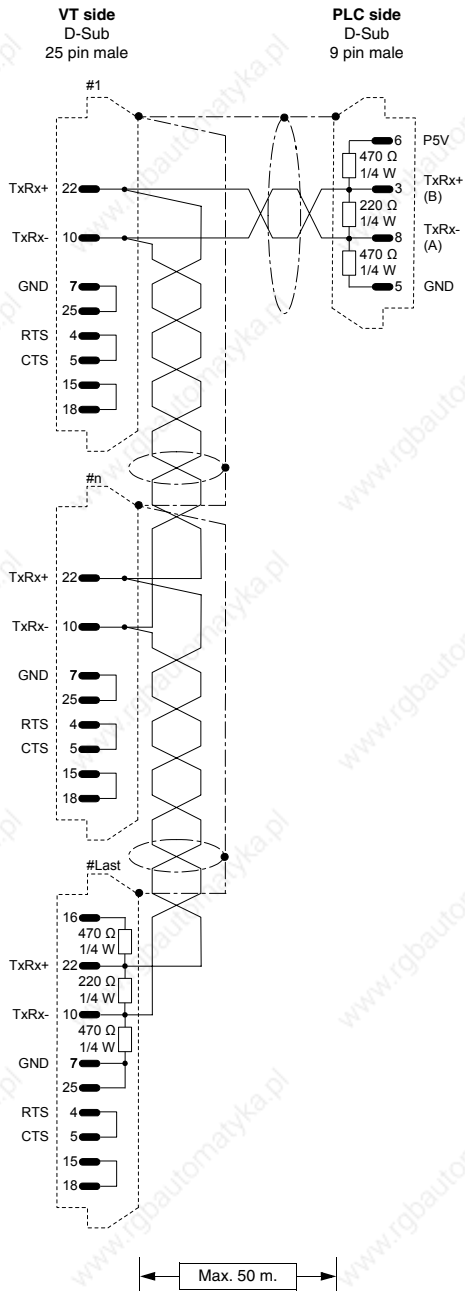 VT side
D-Sub
25 pin male
PLC side
D-Sub
9 pin male
#1
6 P5V
470 Ω
1/4 W
TxRx+ 22
3 TxRx+
(B)
220 Ω
1/4 W
TxRx- 10
8 TxRx-
(A)
470 Ω
1/4 W
GND 7
5 GND
25
RTS 4
CTS 5
15
18
#n
TxRx+ 22
TxRx- 10
GND 7
25
RTS 4
CTS 5
15
18
#Last
16
470 Ω
1/4 W
TxRx+ 22
220 Ω
1/4 W
TxRx- 10
470 Ω
1/4 W
GND 7
25
RTS 4
CTS 5
15
18
Max. 50 m.
www.rgbautomatyka.pl